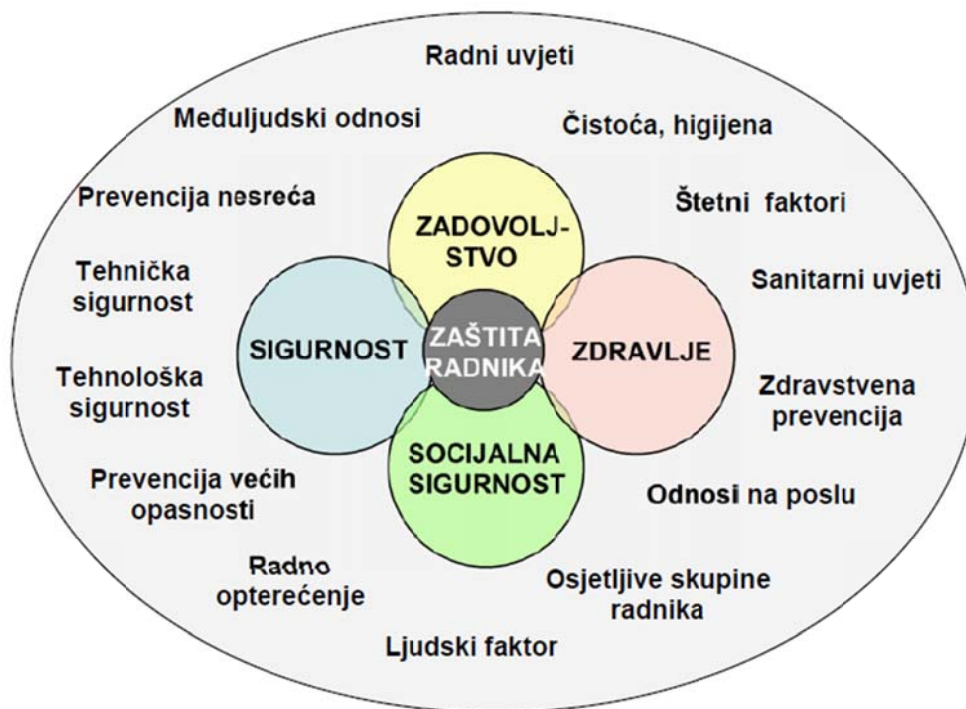 Radni uvjeti
Međuljudski odnosi
Čistoća, higijena
Prevencija nesreća
Štetni faktori
ZADOVOLJ-
STVO
Tehnička
sigurnost
Sanitarni uvjeti
SIGURNOST
ZAŠTITA
RADNIKA
ZDRAVLJE
Tehnološka
sigurnost
Zdravstvena
prevencija
SOCIJALNA
SIGURNOST
Prevencija većih
opasnosti
Odnosi na poslu
Radno
opterećenje
Osjetljive skupine
radnika
Ljudski faktor